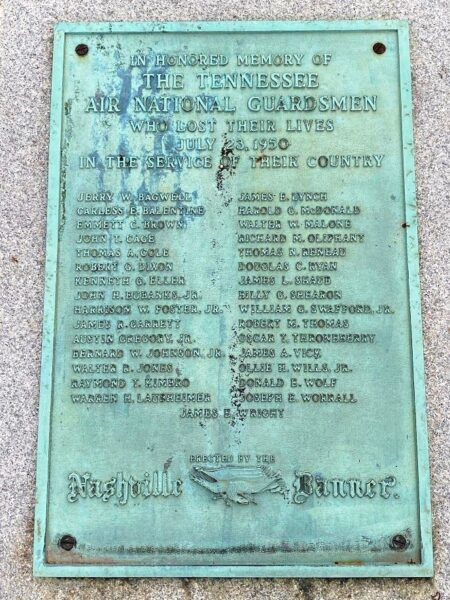 IN HONORED MEMORY OF
THE TENNESSEE
AIR NATIONAL GUARDSMEN
WHO LOST THEIR LIVES
JULY 23, 1950
IN THE SERVICE OF THEIR COUNTRY
JERRY W. BAGWELL
CARLESS E. BALENTINE
EMMETT C. BROWN
JOHN T. CAGE
THOMAS A. COLE
ROBERT G. DIXON
KENNETH G. ELLER
JOHN H. EUBANKS, JR.
HARRISON W. FOSTER, JR.
JAMES R. GARRETT
AUSTIN GREGORY, JR.
BERNARD W. JOHNSON, JR.
WALTER R. JONES
RAYMOND T. KIMBRO
WARREN H. LAUSHEIMER
JAMES E. LYNCH
HAROLD G. McDONALD
WALTER W. MALONE
RICHARD M. OLIPHANT
THOMAS N. RENEAU
DOUGLAS C. RYAN
JAMES L. SHAUD
BILLY G. SHEARON
WILLIAM G. SWAFFORD, JR.
ROBERT M. THOMAS
OSCAR T. THRONEBERRY
JAMES A. VICK
OLLIE H. WILLS, JR.
DONALD E. WOLF
JOSEPH E. WORRALL
JAMES E. WRIGHT
ERECTED BY THE
Nashville Banner.